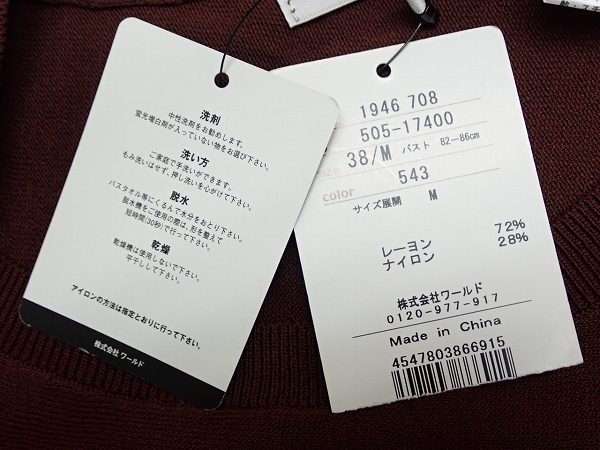 洗剤
中性洗剤をお勧めします。
蛍光増白剤が入っていない物をお選び下さい。
洗い方
ご家庭で手洗いができます。
もみ洗いはせず、押し洗いを心がけて下さい。
脱水
バスタオル等にくるんで水分をおとり下さい。
脱水機をご使用の際は、形を整えて
短時間(30秒)で行って下さい。
乾燥
乾燥機は使用しないで下さい。
平干しして下さい。
アイロンの方法は指定とおりに行って下さい。
株式会社 ワールド
1946 708
505-17400
38/M バスト 82-86cm
color 543
サイズ展開 M
レーヨン 72%
ナイロン 28%
株式会社ワールド
0120-977-917
Made in China
4547803866915